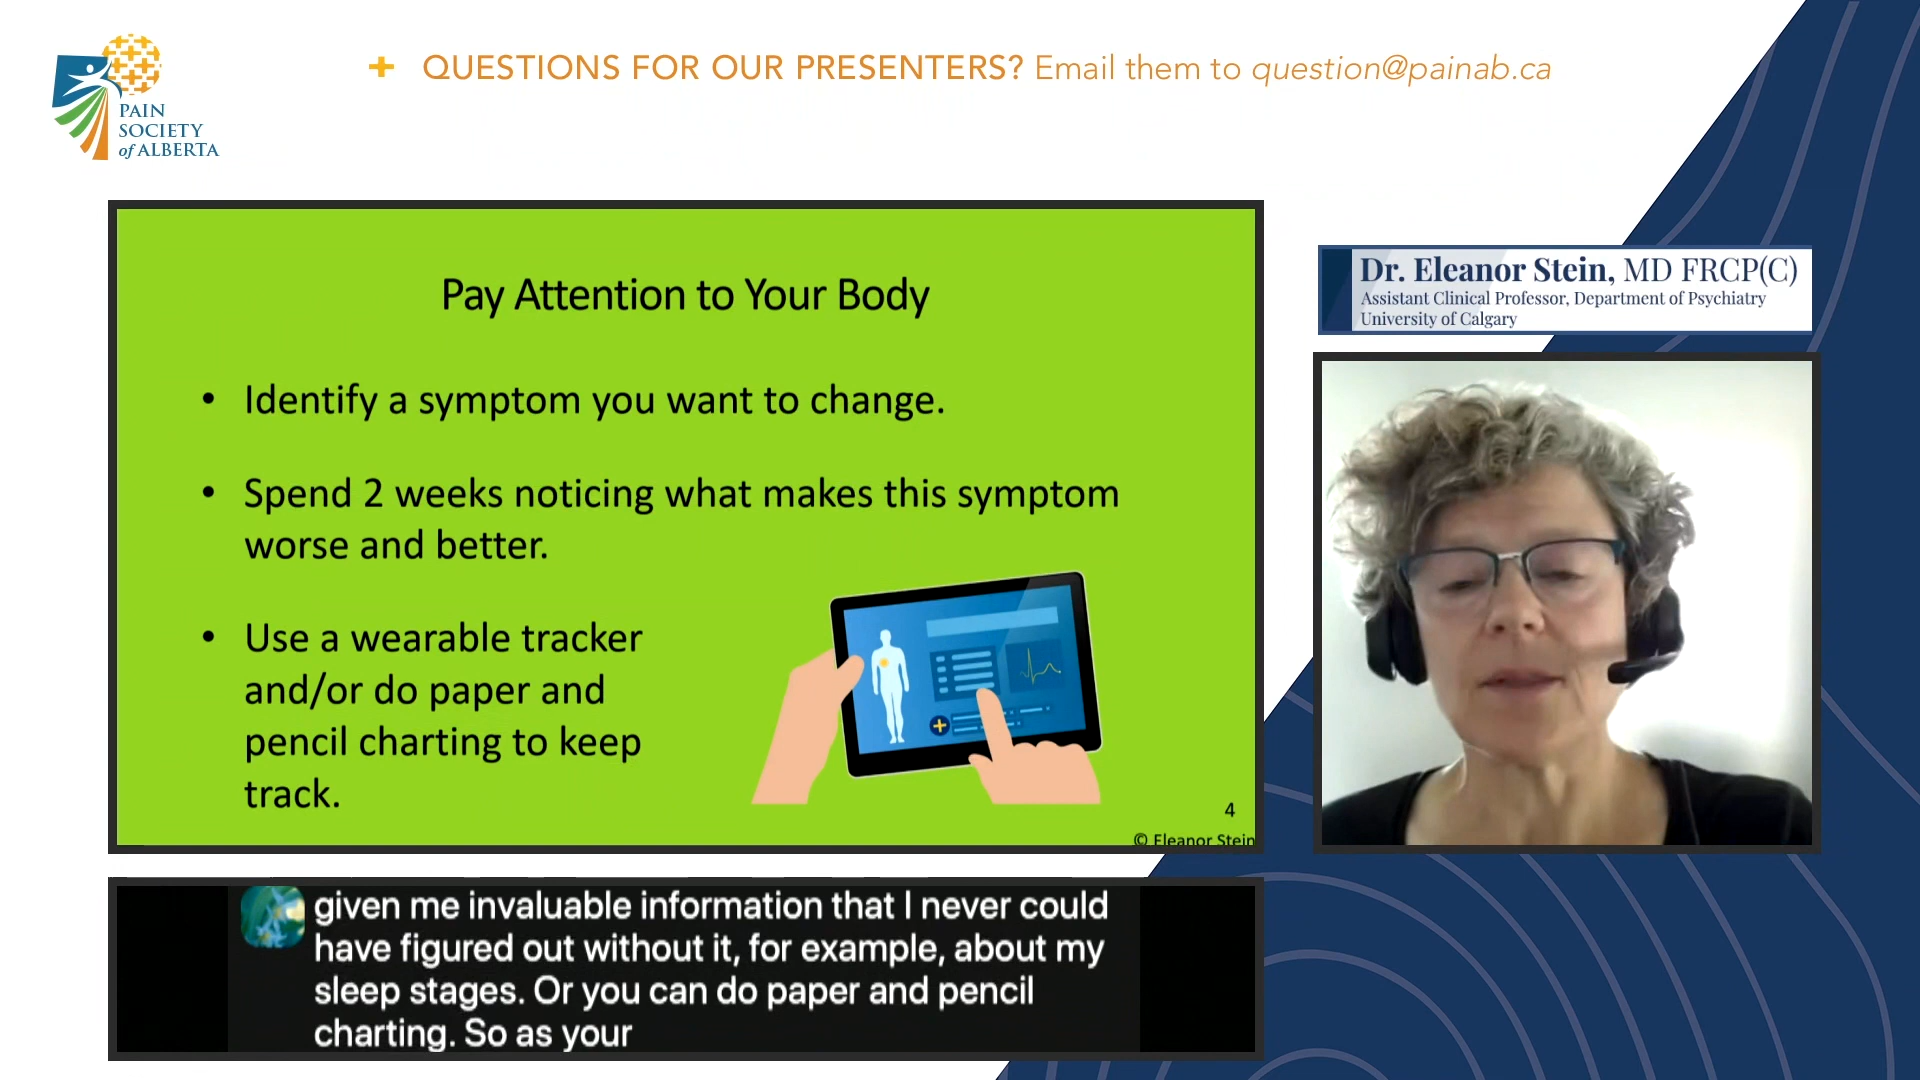 PAIN
SOCIETY
of ALBERTA
+ QUESTIONS FOR OUR PRESENTERS? Email them to question@painab.ca
Pay Attention to Your Body
• Identify a symptom you want to change.
• Spend 2 weeks noticing what makes this symptom
worse and better.
• Use a wearable tracker
and/or do paper and
pencil charting to keep
track.
4
© Eleanor Stein
Dr. Eleanor Stein, MD FRCP(C)
Assistant Clinical Professor, Department of Psychiatry
University of Calgary
given me invaluable information that I never could
have figured out without it, for example, about my
sleep stages. Or you can do paper and pencil
charting. So as your